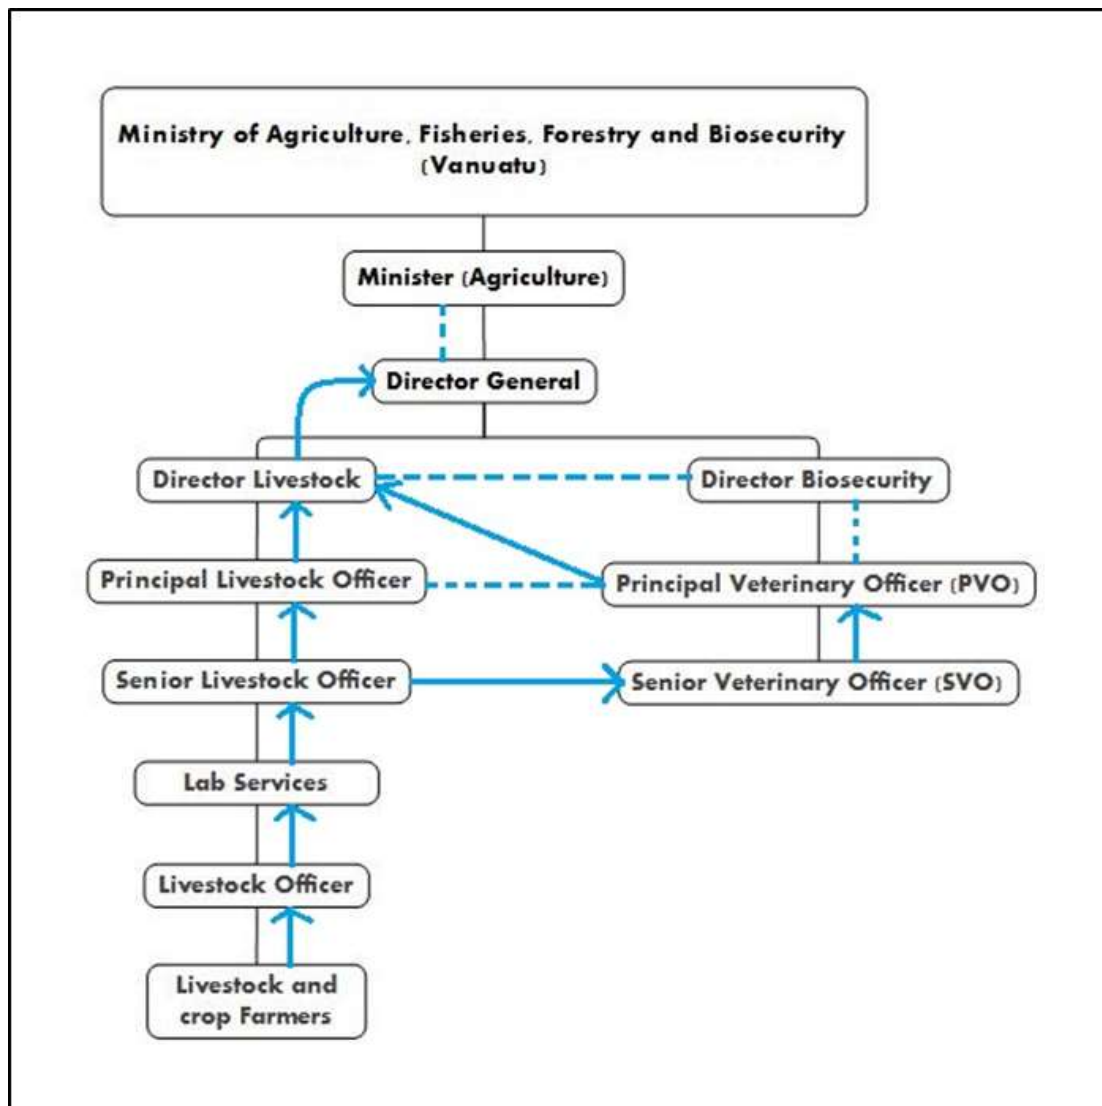 Ministry of Agriculture, Fisheries, Forestry and Biosecurity
(Vanuatu)
Minister (Agriculture)
Director General
Director Livestock
Director Biosecurity
Principal Livestock Officer
Principal Veterinary Officer (PVO)
Senior Livestock Officer
Senior Veterinary Officer (SVO)
Lab Services
Livestock Officer
Livestock and
crop Farmers